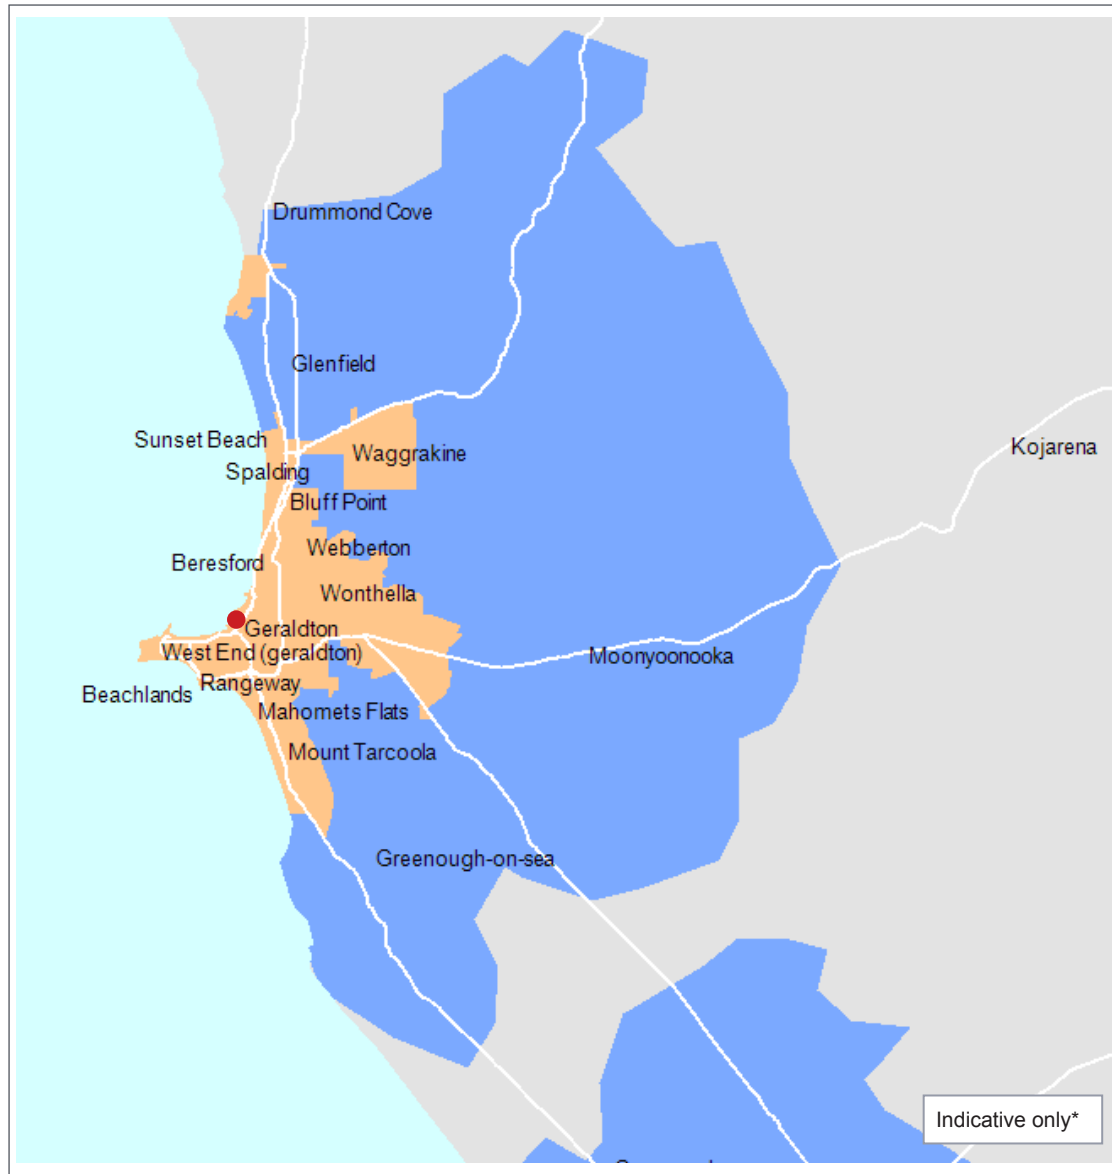 Drummond Cove
Glenfield
Sunset Beach
Waggrakine
Kojarena
Spalding
Bluff Point
Webberton
Beresford
Wonthella
Geraldton
West End (geraldton)
Moonyoonooka
Rangeway
Beachlands
Mahomets Flats
Mount Tarcoola
Greenough-on-sea
Indicative only*